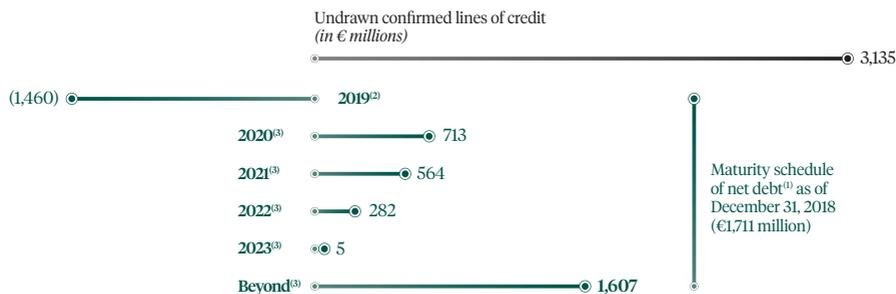 Undrawn confirmed lines of credit
(in € millions)
3,135
(1,460) 2019(2)
2020(3) 713
2021(3) 564
2022(3) 282
2023(3) 5
Beyond(3) 1,607
Maturity schedule
of net debt(1) as of
December 31, 2018
(€1,711 million)